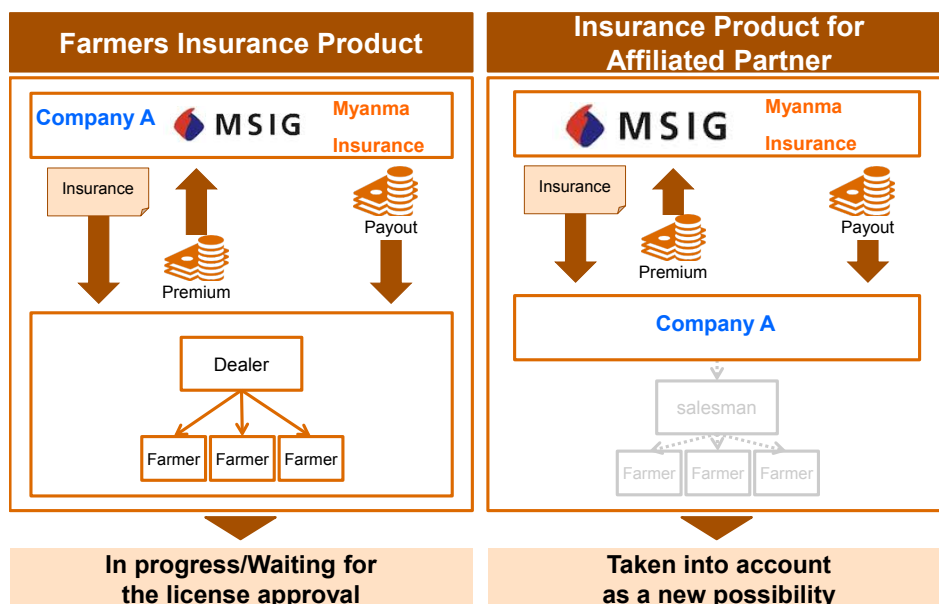 Farmers Insurance Product
Company A
MSIG
Myanma
Insurance
Insurance
Premium
Payout
Dealer
Farmer Farmer Farmer
In progress/Waiting for
the license approval
Insurance Product for
Affiliated Partner
MSIG
Myanma
Insurance
Insurance
Premium
Payout
Company A
salesman
Farmer Farmer Farmer
Taken into account
as a new possibility